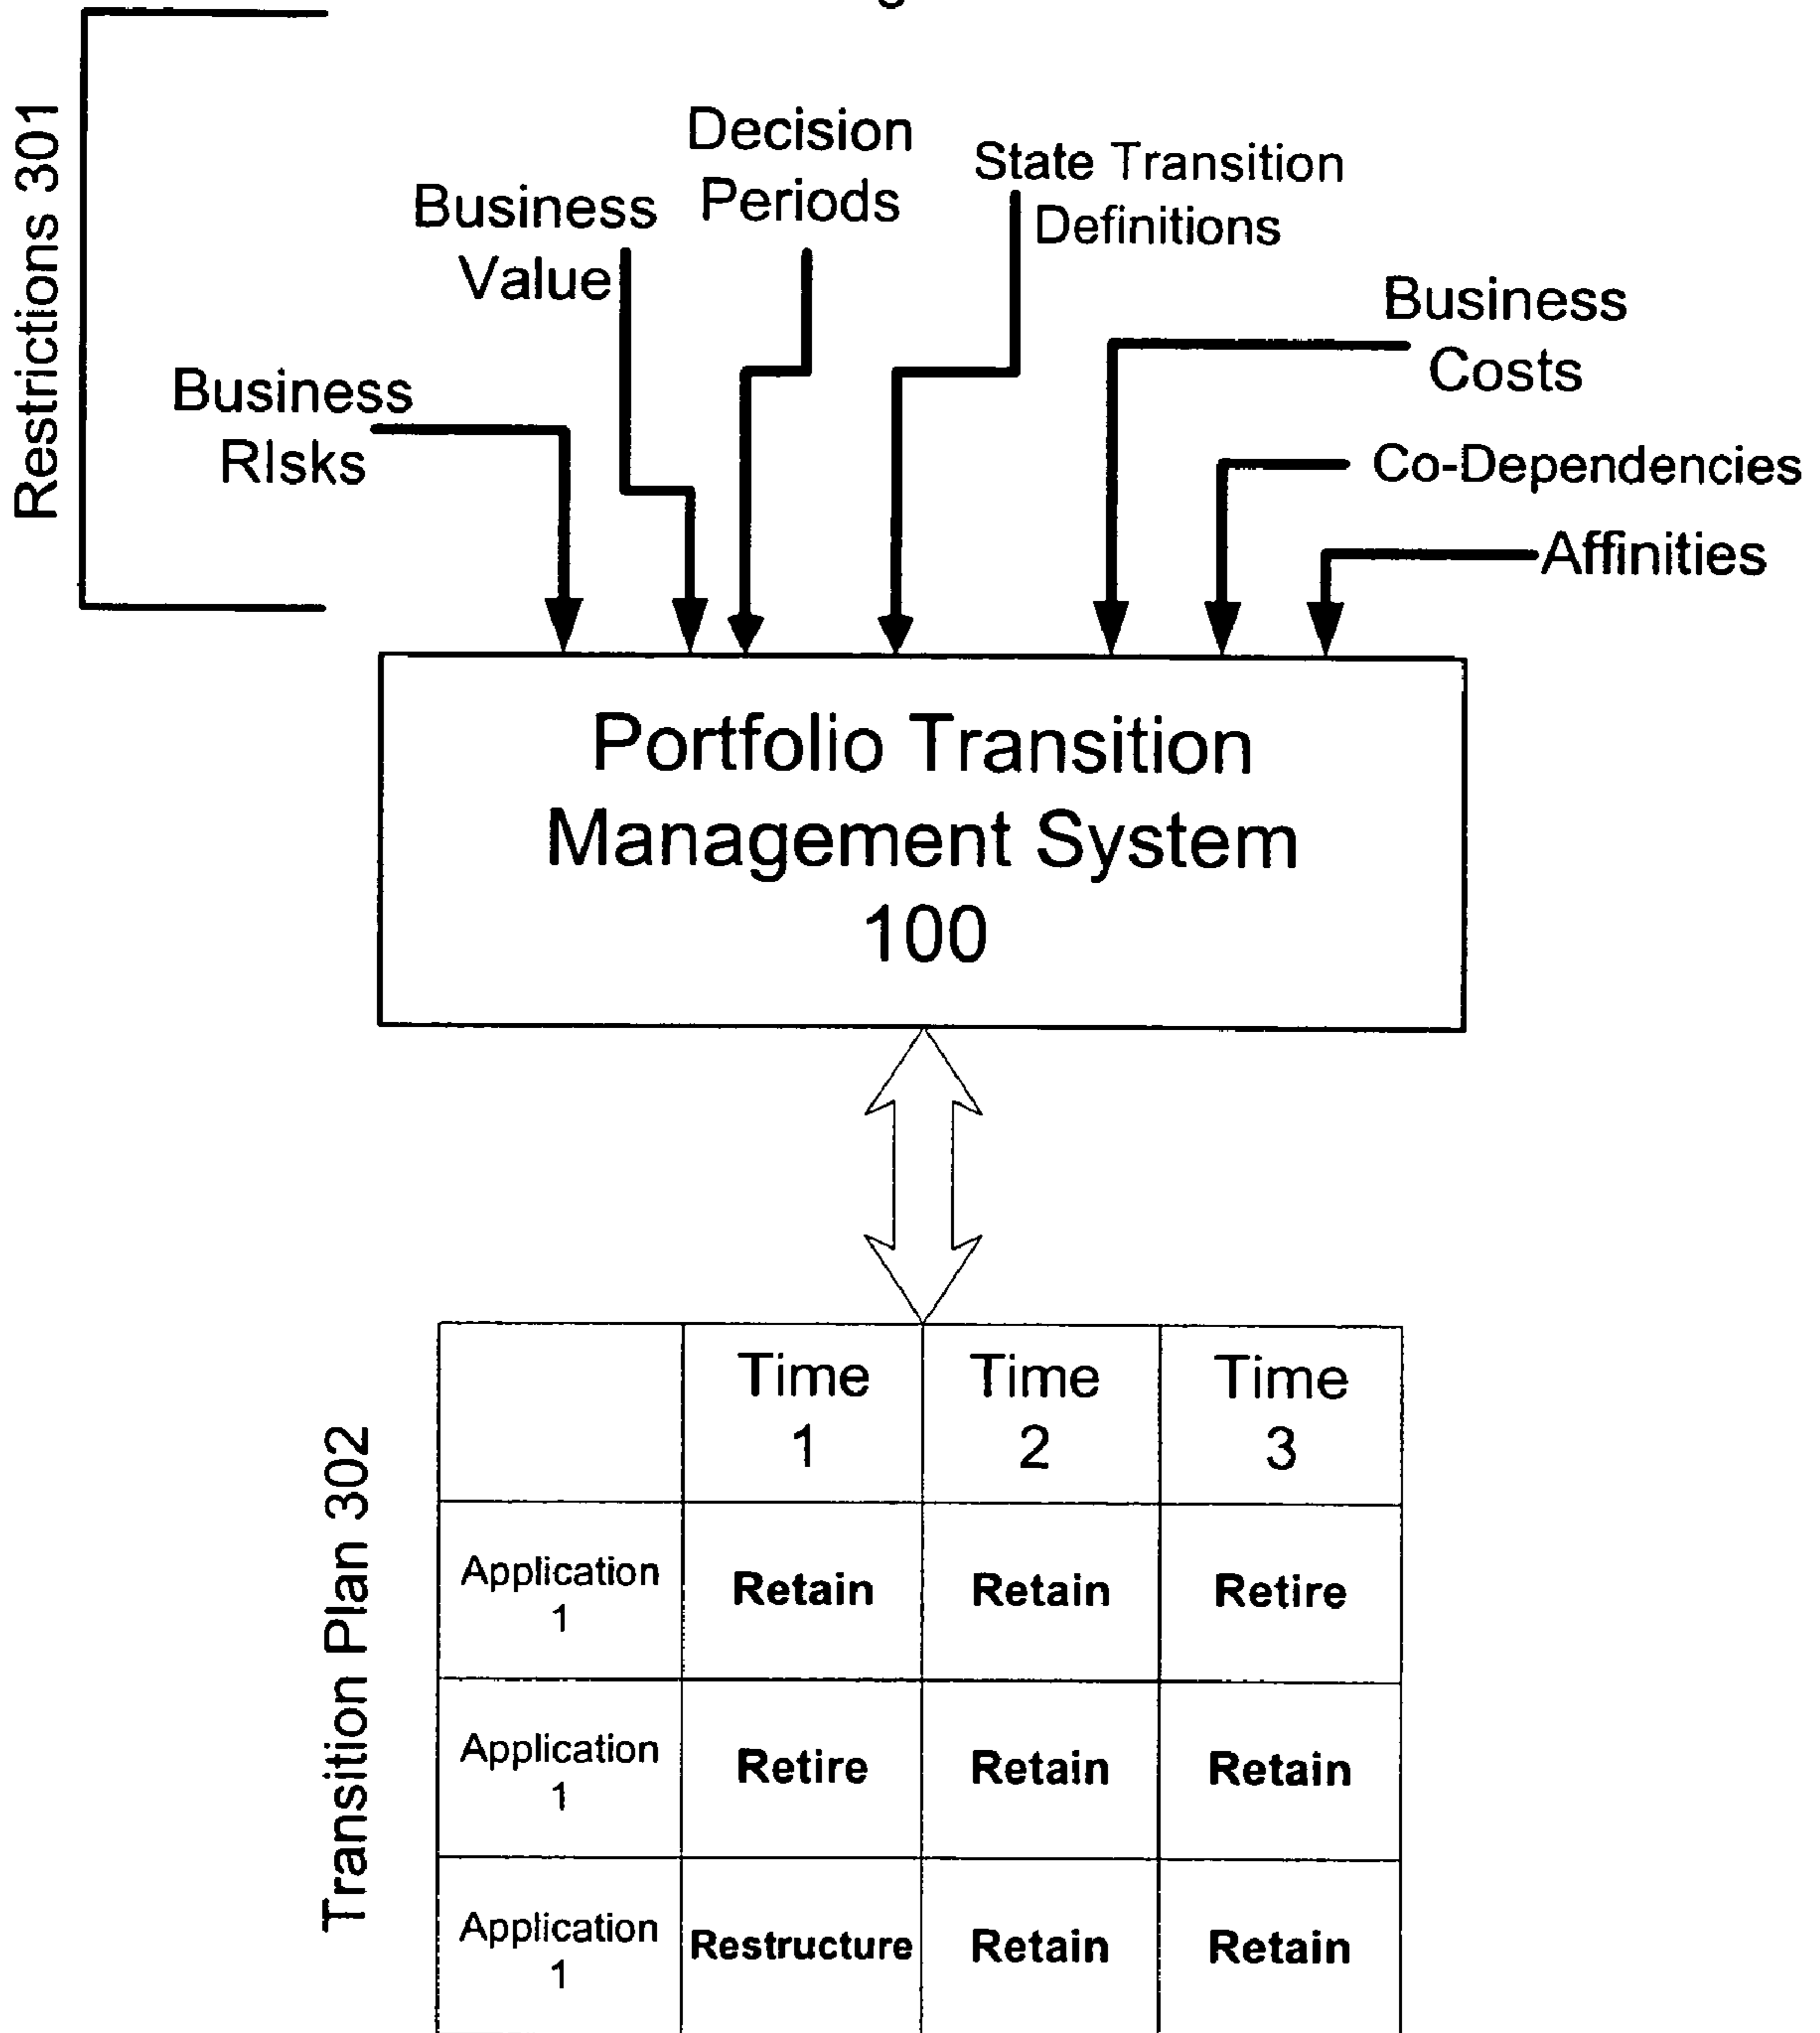 Restrictions 301
Decision
Periods
State Transition
Definitions
Business
Value
Business
Costs
Business
RIsks
Co-Dependencies
Affinities
Portfolio Transition
Management System
100
Transition Plan 302
Time
1
Time
2
Time
3
Application
1
Retain
Retain
Retire
Application
1
Retire
Retain
Retain
Application
1
Restructure
Retain
Retain